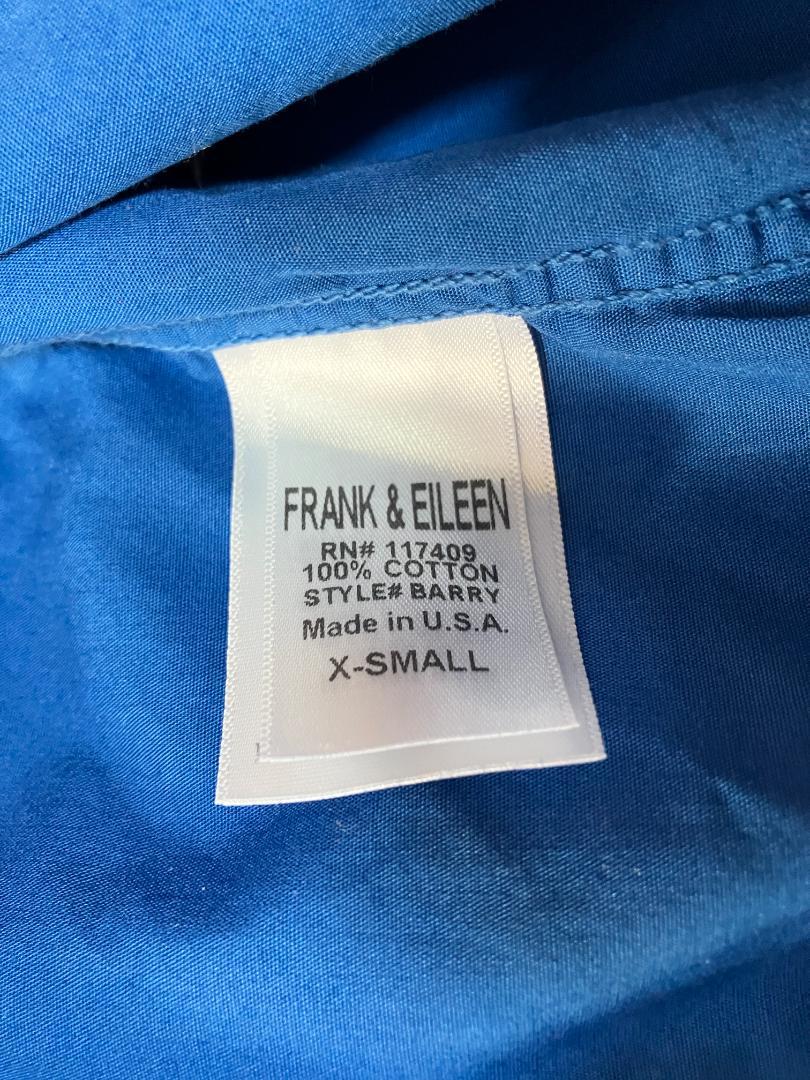 FRANK & EILEEN
RN# 117409
100% COTTON
STYLE# BARRY
Made in U.S.A.
X-SMALL